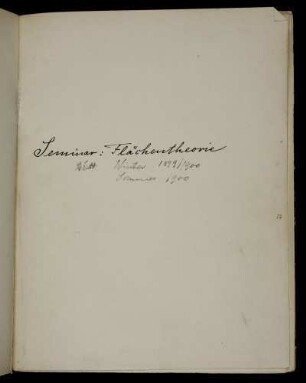 Seminar: Flächentheorie
Winter 1899/1900
Sommer 1900